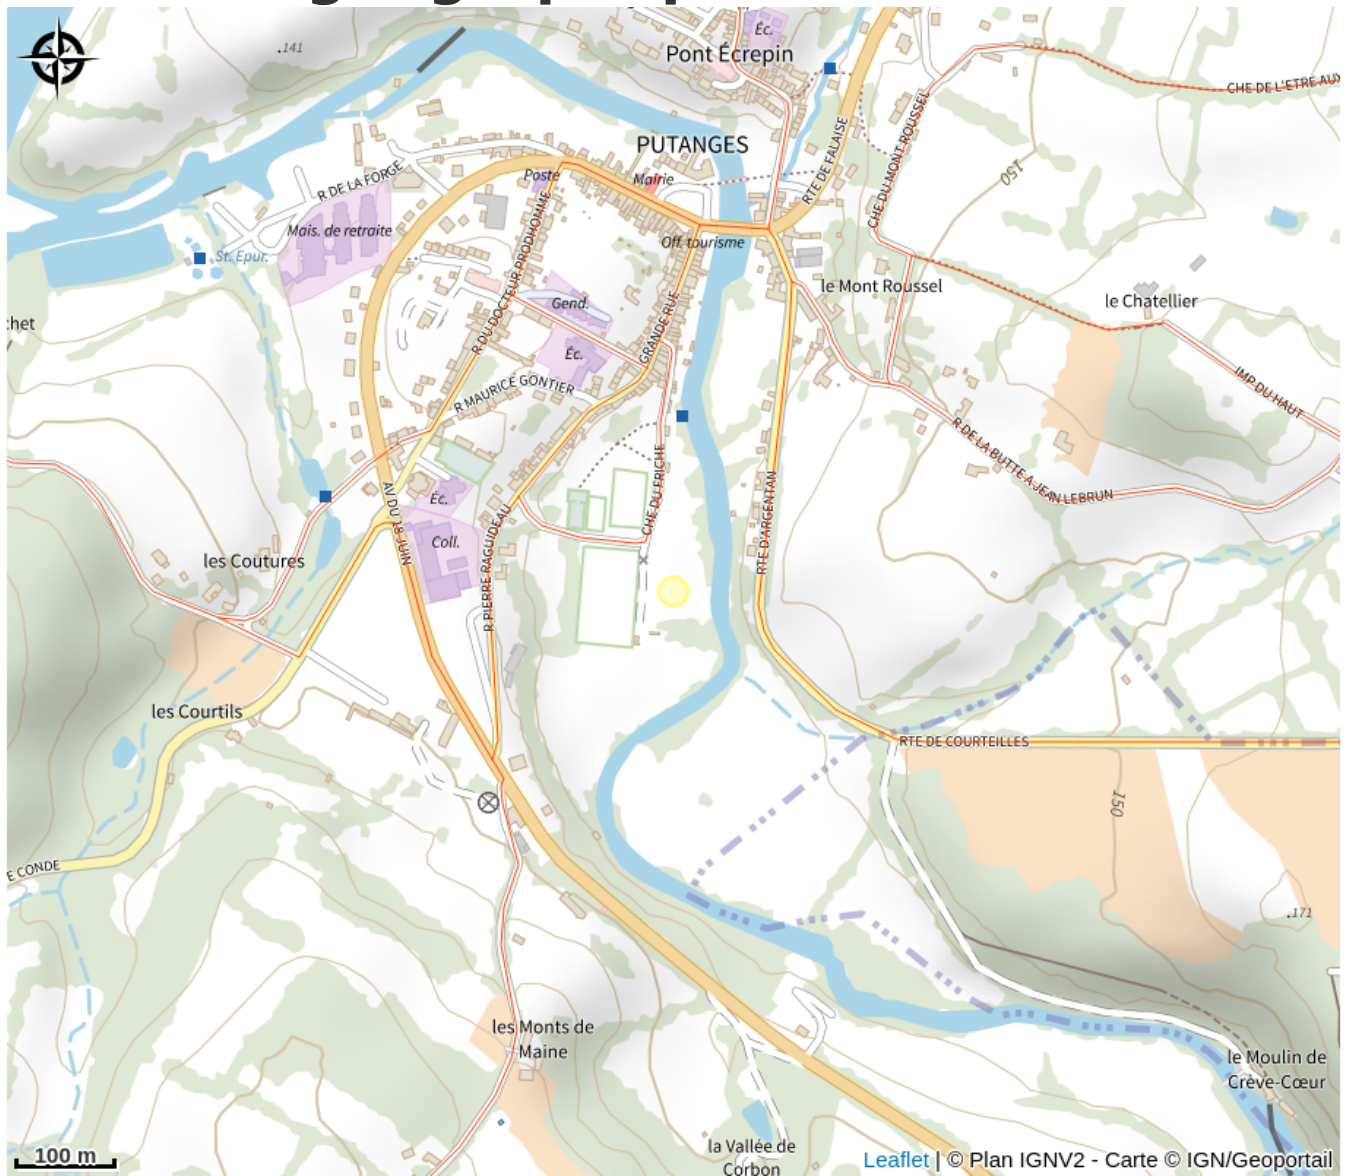 .141
Éc.
Pont Écrepin
CHE DE L'ETRE AUX
PUTANGES
RTE DE FALAISE
CHE DU MONT ROUSSEL
150
R DE LA FORGE
Poste
Mairie
Mais. de retraite
Off. tourisme
St. Epur.
R DU DOCTEUR PRODHOMME
le Mont Roussel
le Chatellier
Gend.
GRANDE RUE
chet
Éc.
R MAURICE GONTIER
IMP DU HAUT
R DE LA BUTTE A JEAN LEBRUN
CHE DU FRICHE
RTE D'ARGENTAN
Éc.
AV DU 18 JUIN
Coll.
R PIERRE RAGUIDEAU
les Coutures
les Courtils
RTE DE COURTEILLES
150
E CONDE
.171
les Monts de
Maine
le Moulin de
Crève-Cœur
la Vallée de
Corbon
100 m
Leaflet | © Plan IGNV2 - Carte © IGN/Geoportail